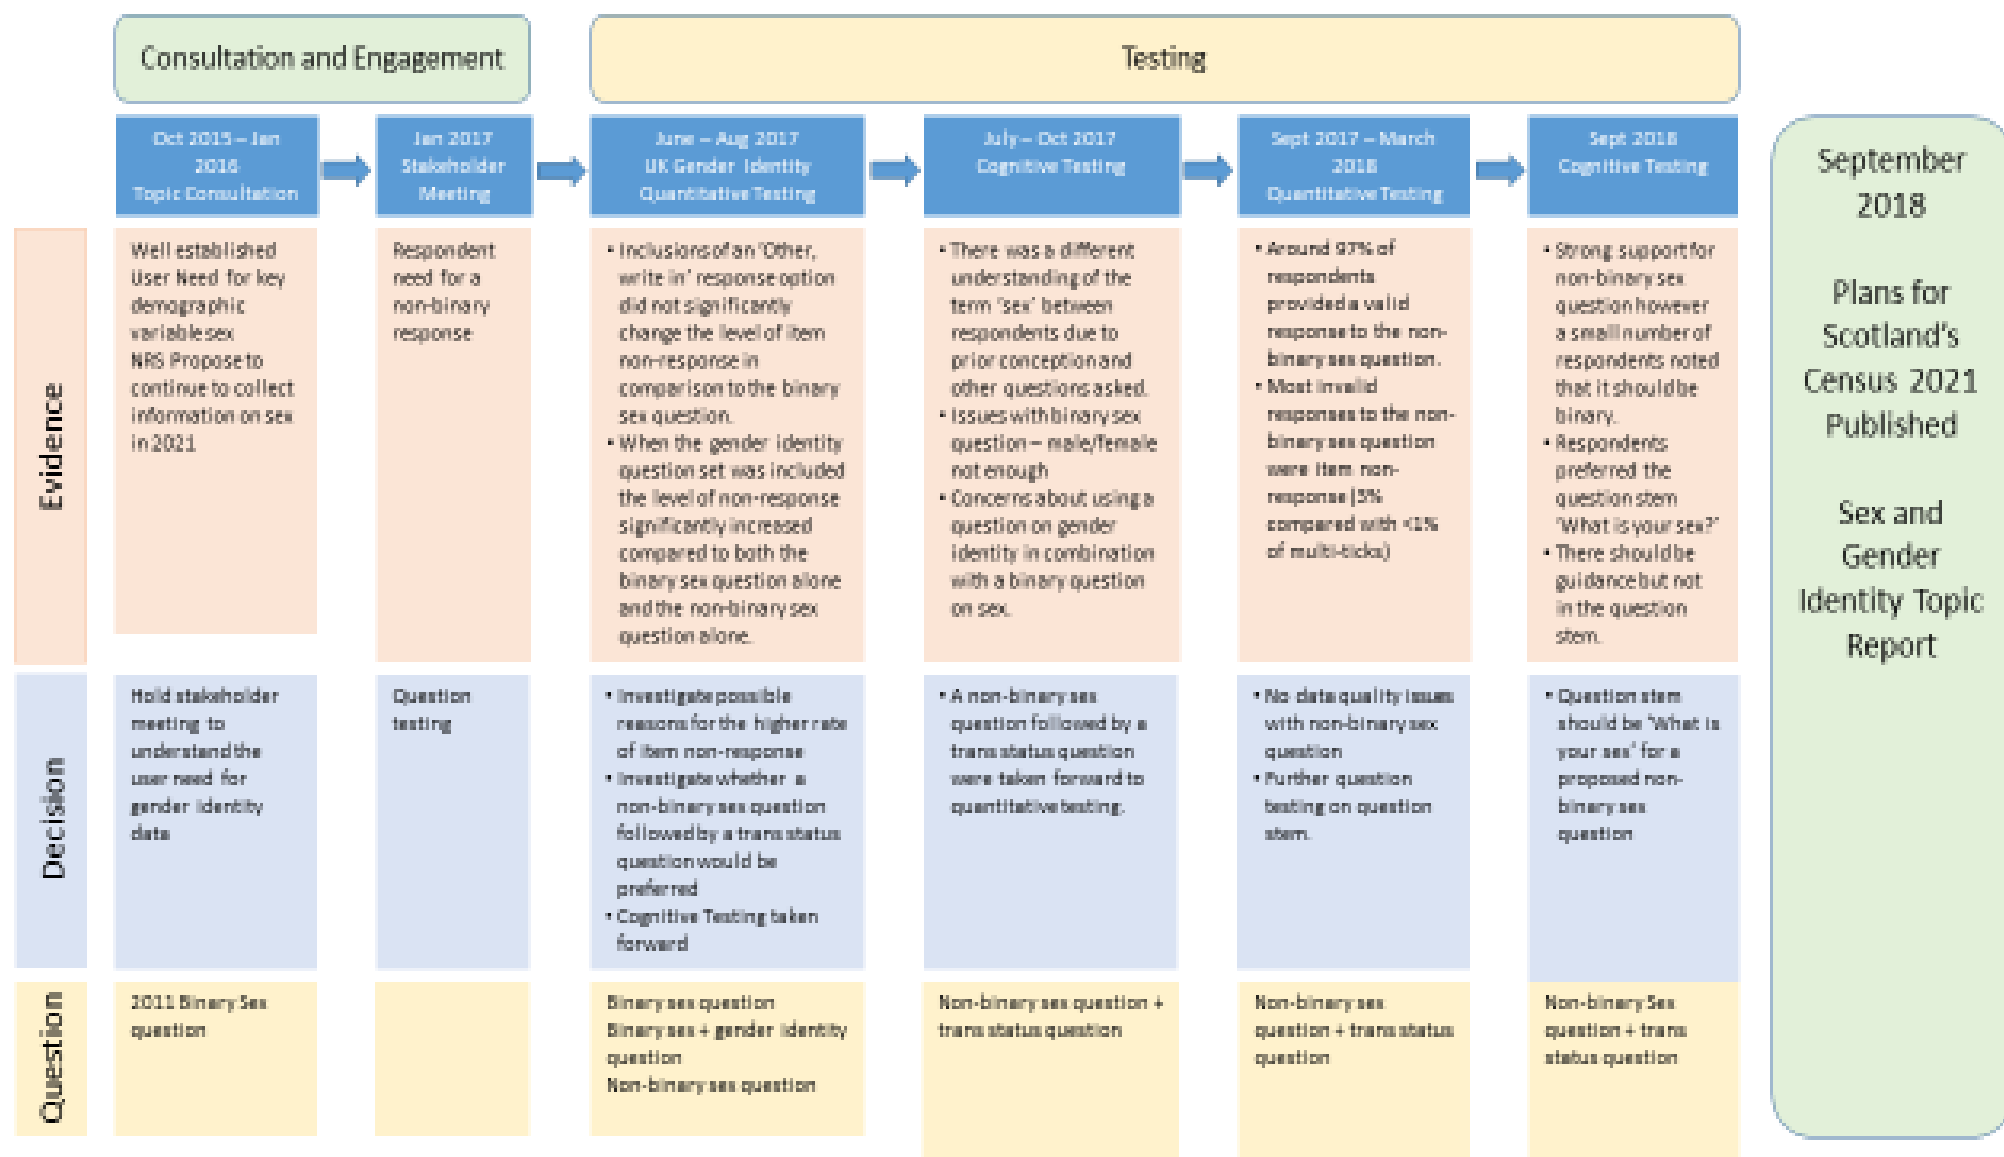 Consultation and Engagement
Testing
Oct 2015 – Jan
2016
Topic Consultation
Jan 2017
Stakeholder
Meeting
June – Aug 2017
UK Gender Identity
Quantitative Testing
July – Oct 2017
Cognitive Testing
Sept 2017 – March
2018
Quantitative Testing
Sept 2018
Cognitive Testing
September
2018
Plans for
Scotland's
Census 2021
Published
Sex and
Gender
Identity Topic
Report
Evidence
Well established
User Need for key
demographic
variable sex
NRS Propose to
continue to collect
information on sex
in 2021
Respondent
need for a
non-binary
response
• Inclusions of an 'Other,
write in' response option
did not significantly
change the level of item
non-response in
comparison to the binary
sex question.
• When the gender identity
question set was included
the level of non-response
significantly increased
compared to both the
binary sex question alone
and the non-binary sex
question alone.
• There was a different
understanding of the
term 'sex' between
respondents due to
prior conception and
other questions asked.
• Issues with binary sex
question – male/female
not enough
• Concerns about using a
question on gender
identity in combination
with a binary question
on sex.
• Around 97% of
respondents
provided a valid
response to the non-
binary sex question.
• Most invalid
responses to the non-
binary sex question
were item non-
response (3%
compared with <1%
of multi-ticks)
• Strong support for
non-binary sex
question however
a small number of
respondents noted
that it should be
binary.
• Respondents
preferred the
question stem
'What is your sex?'
• There should be
guidance but not
in the question
stem.
Decision
Hold stakeholder
meeting to
understand the
user need for
gender identity
data
Question
testing
• Investigate possible
reasons for the higher rate
of item non-response
• Investigate whether a
non-binary sex question
followed by a trans status
question would be
preferred
• Cognitive Testing taken
forward
• A non-binary sex
question followed by a
trans status question
were taken forward to
quantitative testing.
• No data quality issues
with non-binary sex
question
• Further question
testing on question
stem.
• Question stem
should be 'What is
your sex' for a
proposed non-
binary sex
question
Question
2011 Binary Sex
question
Binary sex question
Binary sex + gender identity
question
Non-binary sex question
Non-binary sex question +
trans status question
Non-binary sex
question + trans status
question
Non-binary Sex
question + trans
status question